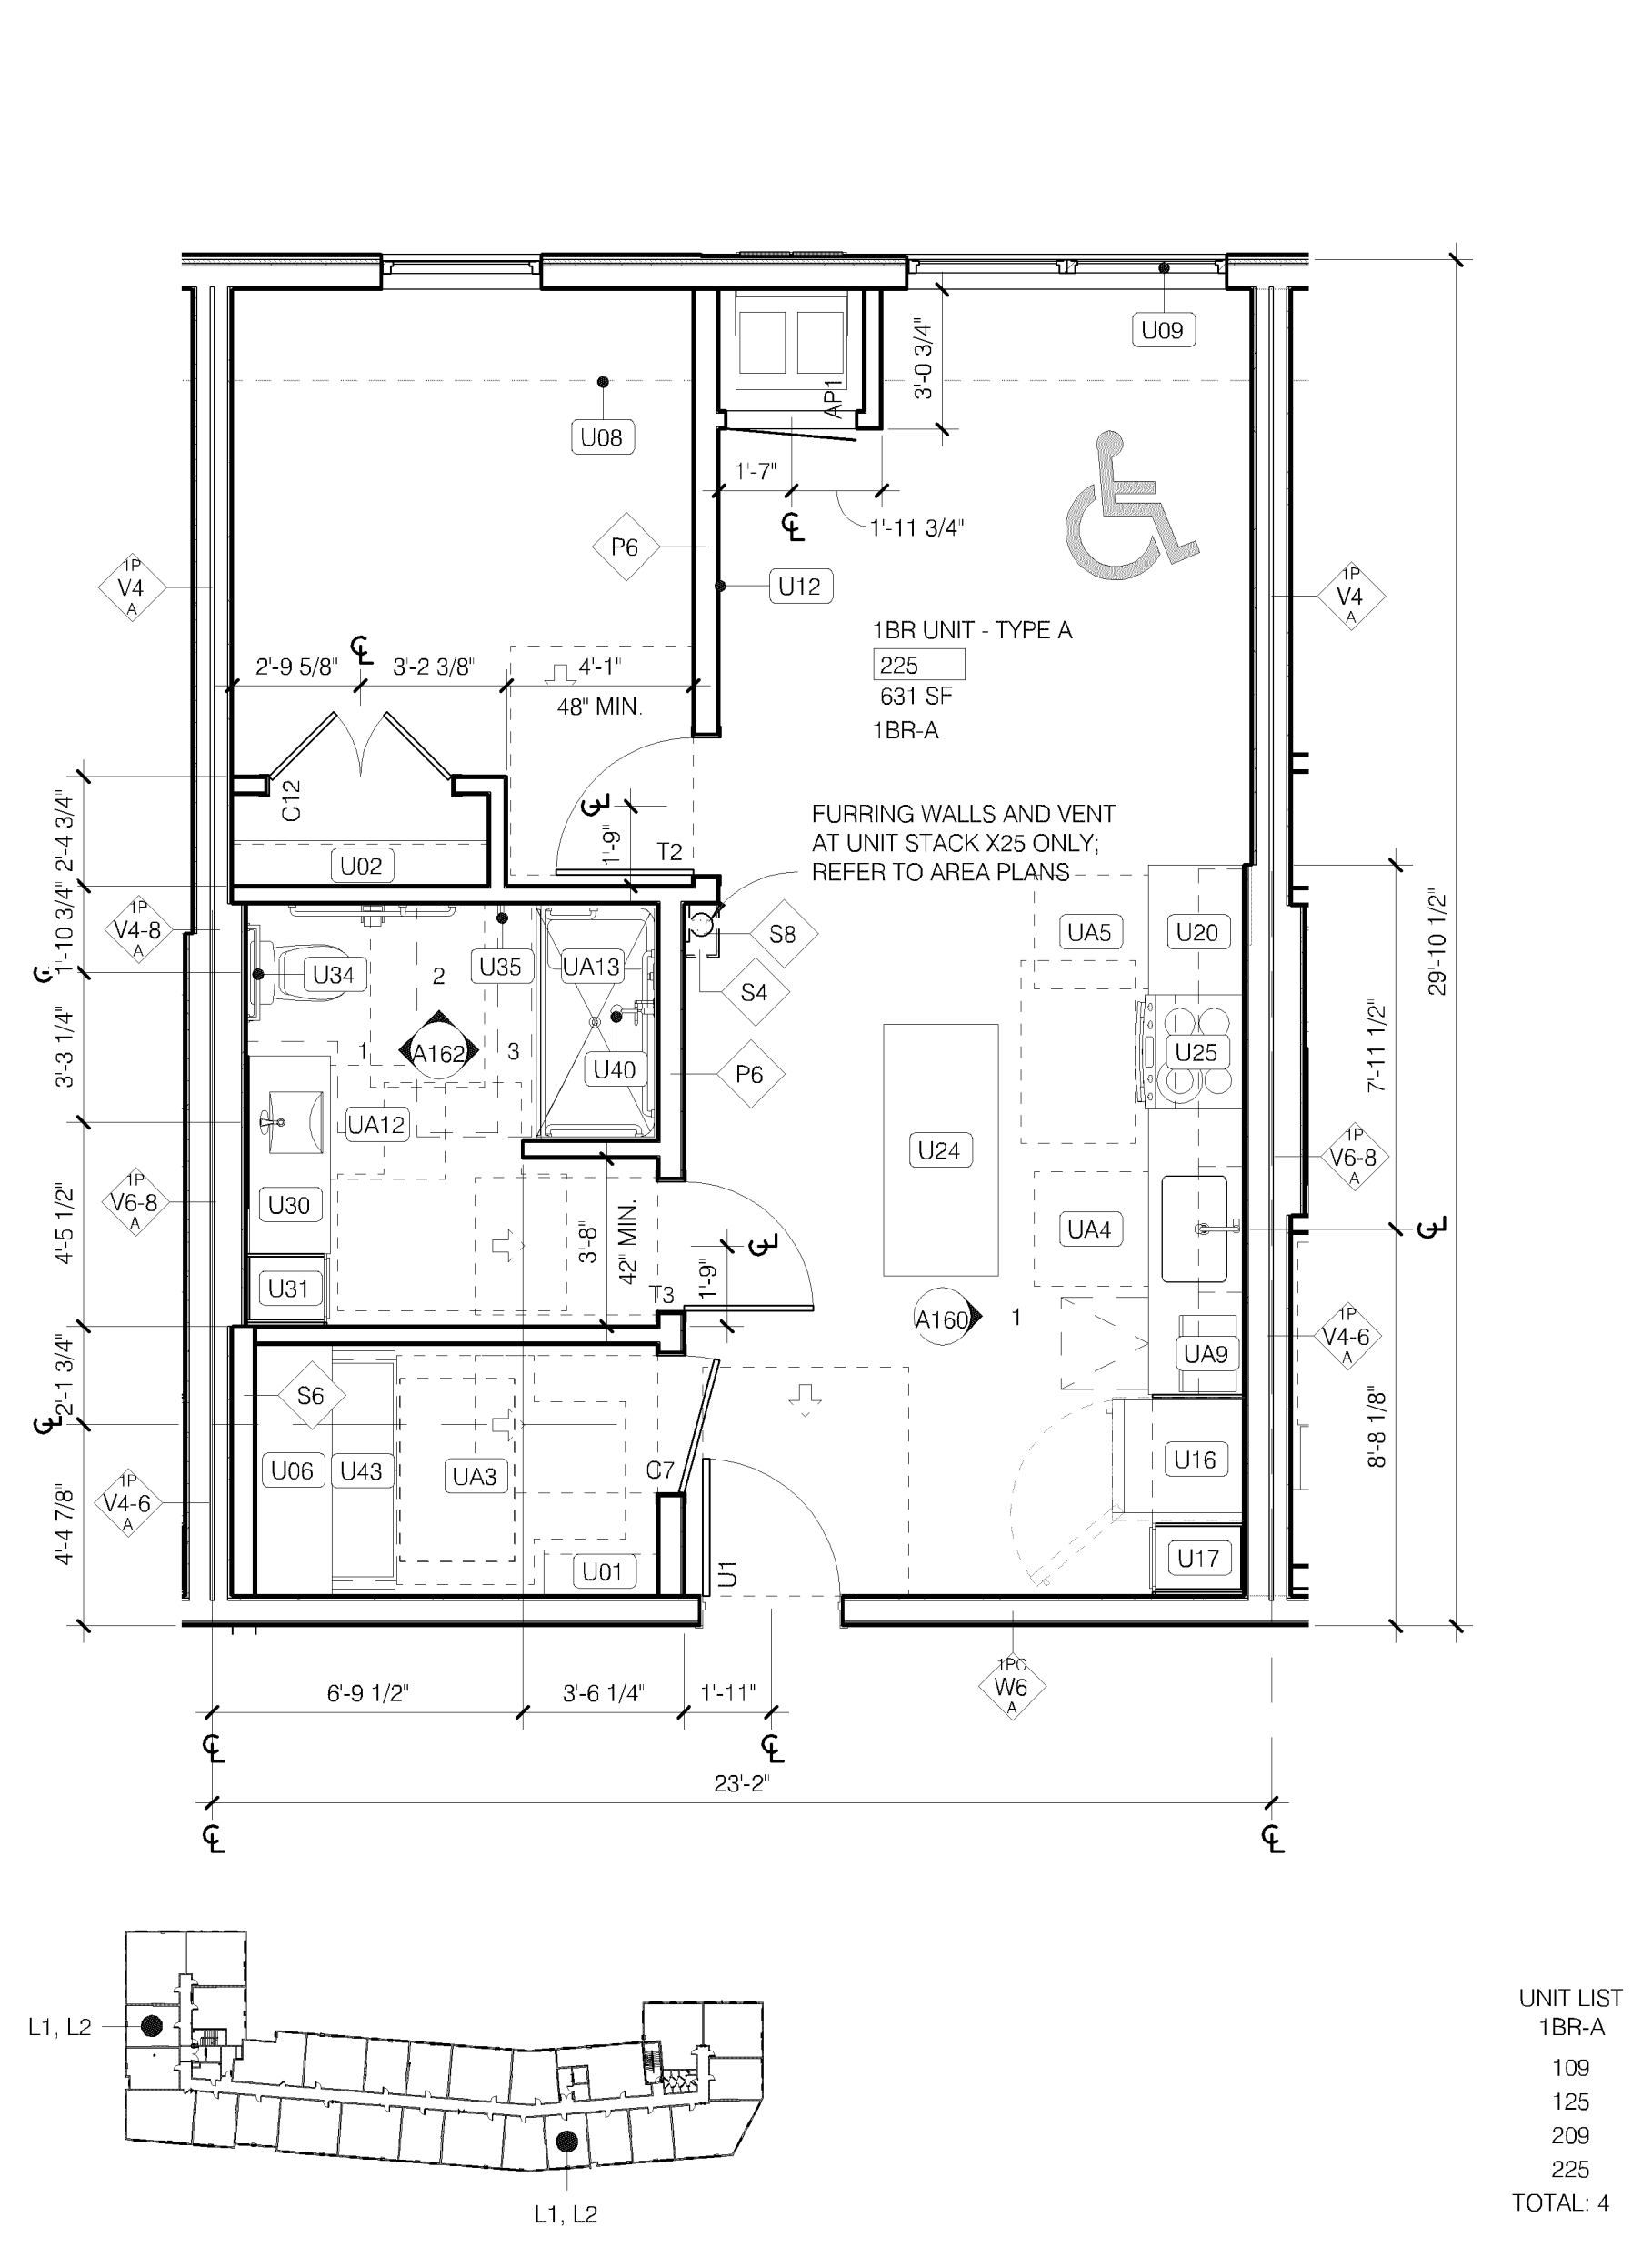 U09
3'-0 3/4"
AP1
U08
1'-7"
℄
1'-11 3/4"
P6
U12
1P
V4
A
1P
V4
A
1BR UNIT - TYPE A
225
631 SF
1BR-A
℄
2'-9 5/8"
3'-2 3/8"
4'-1"
48" MIN.
C12
℄
1'-9"
T2
U02
FURRING WALLS AND VENT
AT UNIT STACK X25 ONLY;
REFER TO AREA PLANS
2'-4 3/4"
1'-10 3/4"
℄
3'-3 1/4"
4'-5 1/2"
2'-1 3/4"
℄
4'-4 7/8"
1P
V4-8
A
1P
V6-8
A
1P
V4-6
A
U34
2
U35
UA13
1
A162
3
U40
UA12
U30
U31
S8
S4
P6
UA5
U20
U25
U24
UA4
UA9
A160
1
U16
U17
3'-8"
42" MIN.
1'-9"
℄
T3
S6
U06
U43
UA3
C7
U01
U1
29'-10 1/2"
7'-11 1/2"
℄
8'-8 1/8"
1P
V6-8
A
1P
V4-6
A
1PC
W6
A
6'-9 1/2"
3'-6 1/4"
1'-11"
℄
℄
23'-2"
℄
℄
L1, L2
L1, L2
UNIT LIST
1BR-A
109
125
209
225
TOTAL: 4